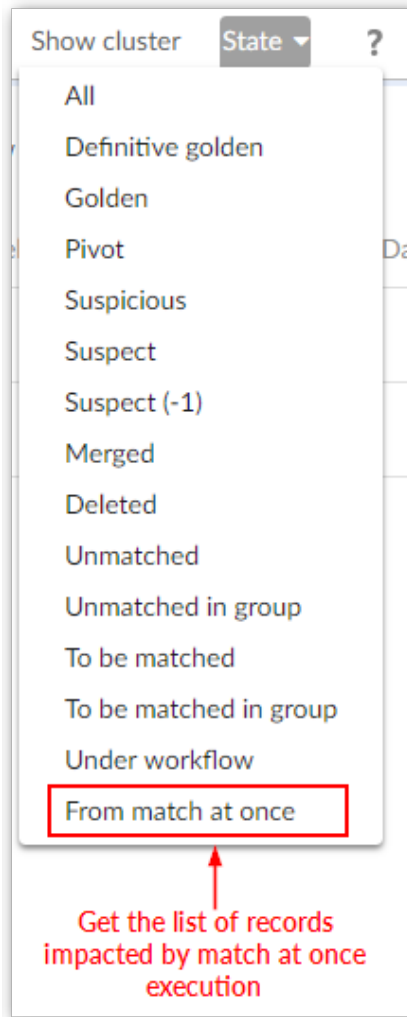 Show cluster State ?
All
Definitive golden
Golden
Pivot
Da
Suspicious
Suspect
Suspect (-1)
Merged
Deleted
Unmatched
Unmatched in group
To be matched
To be matched in group
Under workflow
From match at once
Get the list of records
impacted by match at once
execution